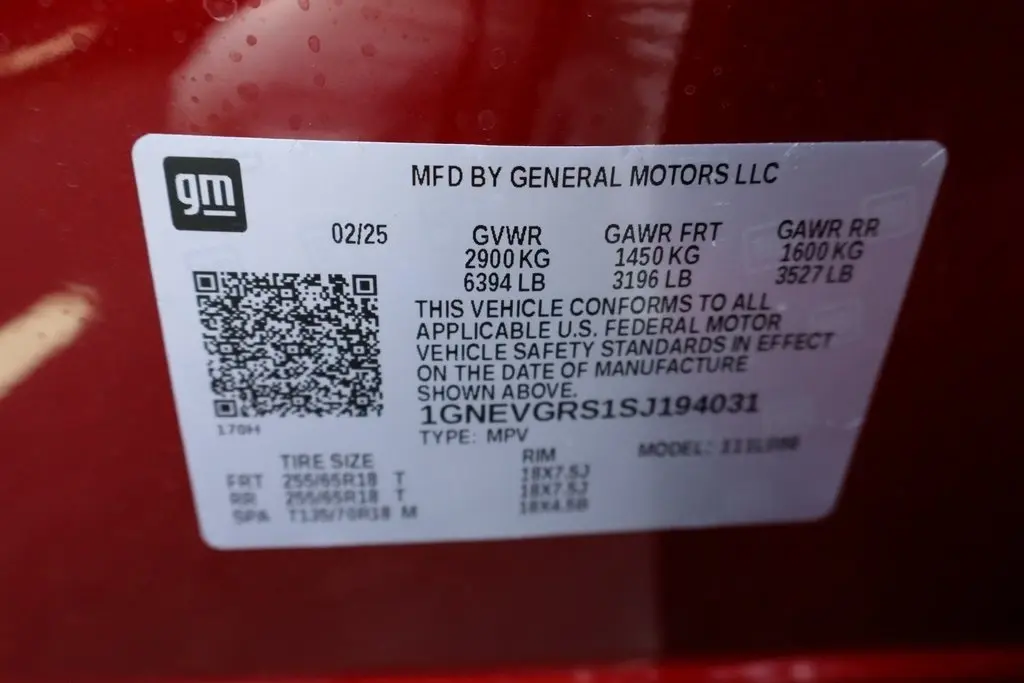 gm
MFD BY GENERAL MOTORS LLC
02/25 GVWR GAWR FRT GAWR RR
2900 KG 1450 KG 1600 KG
6394 LB 3196 LB 3527 LB
THIS VEHICLE CONFORMS TO ALL
APPLICABLE U.S. FEDERAL MOTOR
VEHICLE SAFETY STANDARDS IN EFFECT
ON THE DATE OF MANUFACTURE
SHOWN ABOVE.
1GNEVGRS1SJ194031
170H
TYPE: MPV MODEL:
TIRE SIZE RIM
FRT 255/65R18 T 18X7.5J
RR 255/65R18 T 18X7.5J
SPA T135/70R18 M 18X4.5B